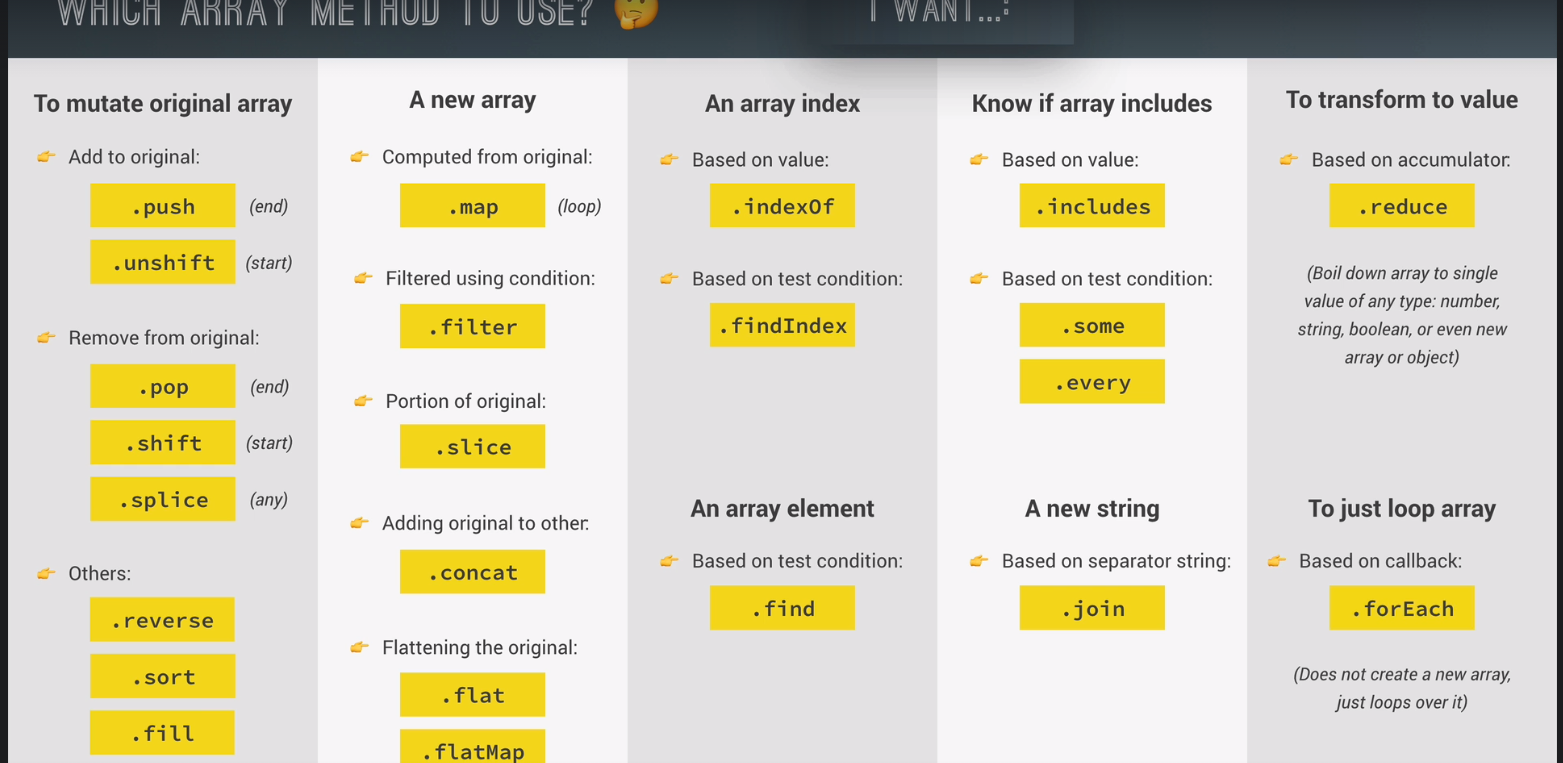 WHICH ARRAY METHOD TO USE?
I WANT...:
To mutate original array
Add to original:
.push (end)
.unshift (start)
Remove from original:
.pop (end)
.shift (start)
.splice (any)
Others:
.reverse
.sort
.fill
A new array
Computed from original:
.map (loop)
Filtered using condition:
.filter
Portion of original:
.slice
Adding original to other:
.concat
Flattening the original:
.flat
.flatMap
An array index
Based on value:
.indexOf
Based on test condition:
.findIndex
An array element
Based on test condition:
.find
Know if array includes
Based on value:
.includes
Based on test condition:
.some
.every
A new string
Based on separator string:
.join
To transform to value
Based on accumulator:
.reduce
(Boil down array to single
value of any type: number,
string, boolean, or even new
array or object)
To just loop array
Based on callback:
.forEach
(Does not create a new array,
just loops over it)